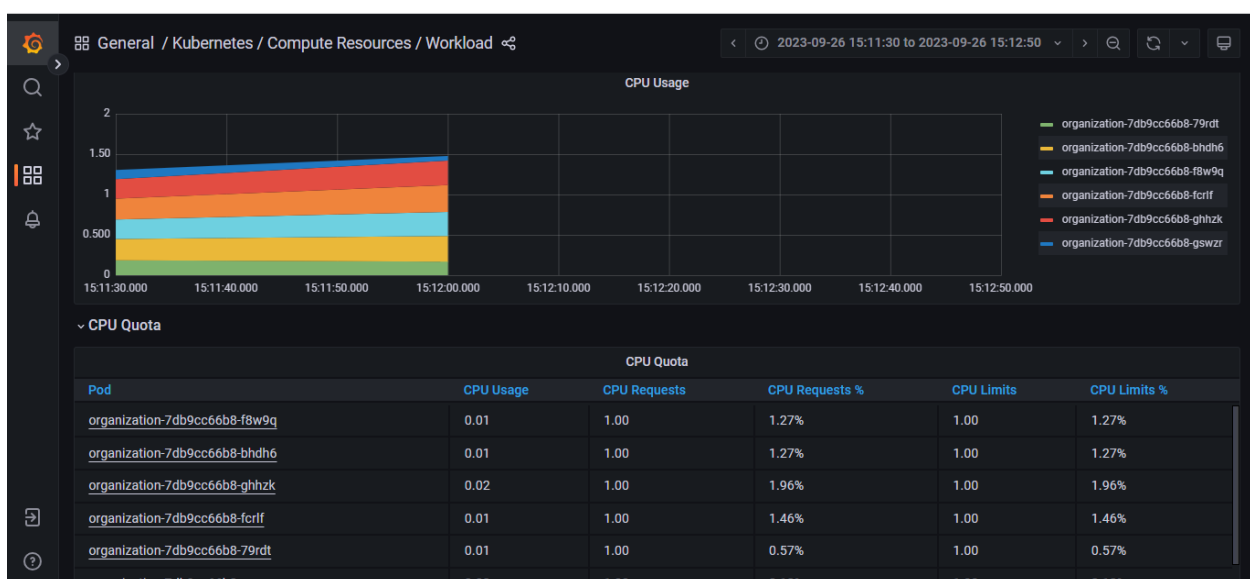 General / Kubernetes / Compute Resources / Workload
2023-09-26 15:11:30 to 2023-09-26 15:12:50
CPU Usage
2
1.50
1
0.500
0
15:11:30.000 15:11:40.000 15:11:50.000 15:12:00.000 15:12:10.000 15:12:20.000 15:12:30.000 15:12:40.000 15:12:50.000
organization-7db9cc66b8-79rdt
organization-7db9cc66b8-bhdh6
organization-7db9cc66b8-f8w9q
organization-7db9cc66b8-fcrlf
organization-7db9cc66b8-ghhzk
organization-7db9cc66b8-gswzr
CPU Quota
CPU Quota
Pod CPU Usage CPU Requests CPU Requests % CPU Limits CPU Limits %
organization-7db9cc66b8-f8w9q 0.01 1.00 1.27% 1.00 1.27%
organization-7db9cc66b8-bhdh6 0.01 1.00 1.27% 1.00 1.27%
organization-7db9cc66b8-ghhzk 0.02 1.00 1.96% 1.00 1.96%
organization-7db9cc66b8-fcrlf 0.01 1.00 1.46% 1.00 1.46%
organization-7db9cc66b8-79rdt 0.01 1.00 0.57% 1.00 0.57%